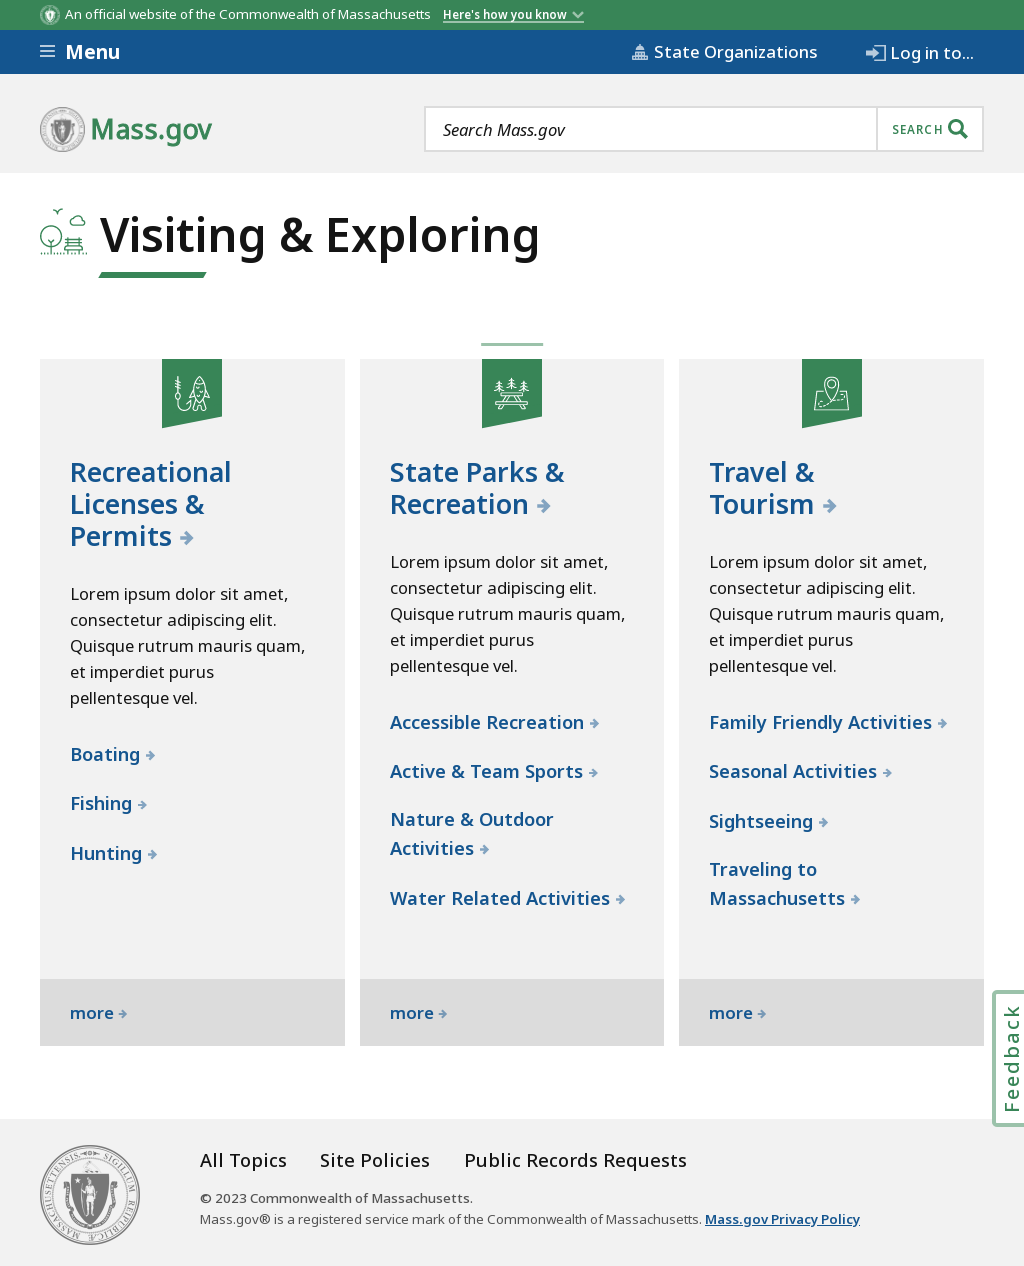 An official website of the Commonwealth of Massachusetts Here's how you know
Menu State Organizations Log in to...
Mass.gov Search Mass.gov SEARCH
Visiting & Exploring
Recreational
Licenses &
Permits
Lorem ipsum dolor sit amet,
consectetur adipiscing elit.
Quisque rutrum mauris quam,
et imperdiet purus
pellentesque vel.
Boating
Fishing
Hunting
more
State Parks &
Recreation
Lorem ipsum dolor sit amet,
consectetur adipiscing elit.
Quisque rutrum mauris quam,
et imperdiet purus
pellentesque vel.
Accessible Recreation
Active & Team Sports
Nature & Outdoor
Activities
Water Related Activities
more
Travel &
Tourism
Lorem ipsum dolor sit amet,
consectetur adipiscing elit.
Quisque rutrum mauris quam,
et imperdiet purus
pellentesque vel.
Family Friendly Activities
Seasonal Activities
Sightseeing
Traveling to
Massachusetts
more
Feedback
All Topics Site Policies Public Records Requests
© 2023 Commonwealth of Massachusetts.
Mass.gov® is a registered service mark of the Commonwealth of Massachusetts. Mass.gov Privacy Policy